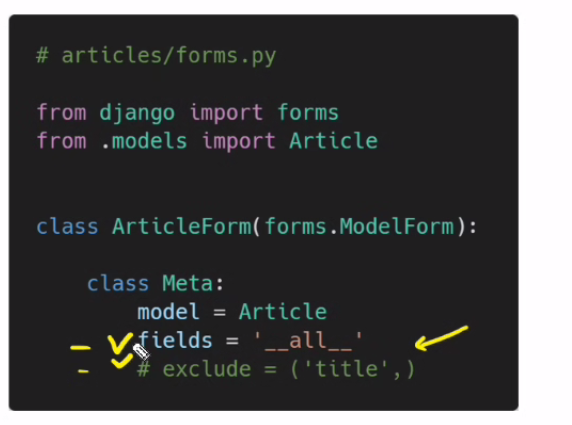 # articles/forms.py
from django import forms
from .models import Article
class ArticleForm(forms.ModelForm):
class Meta:
model = Article
fields = '__all__'
# exclude = ('title',)